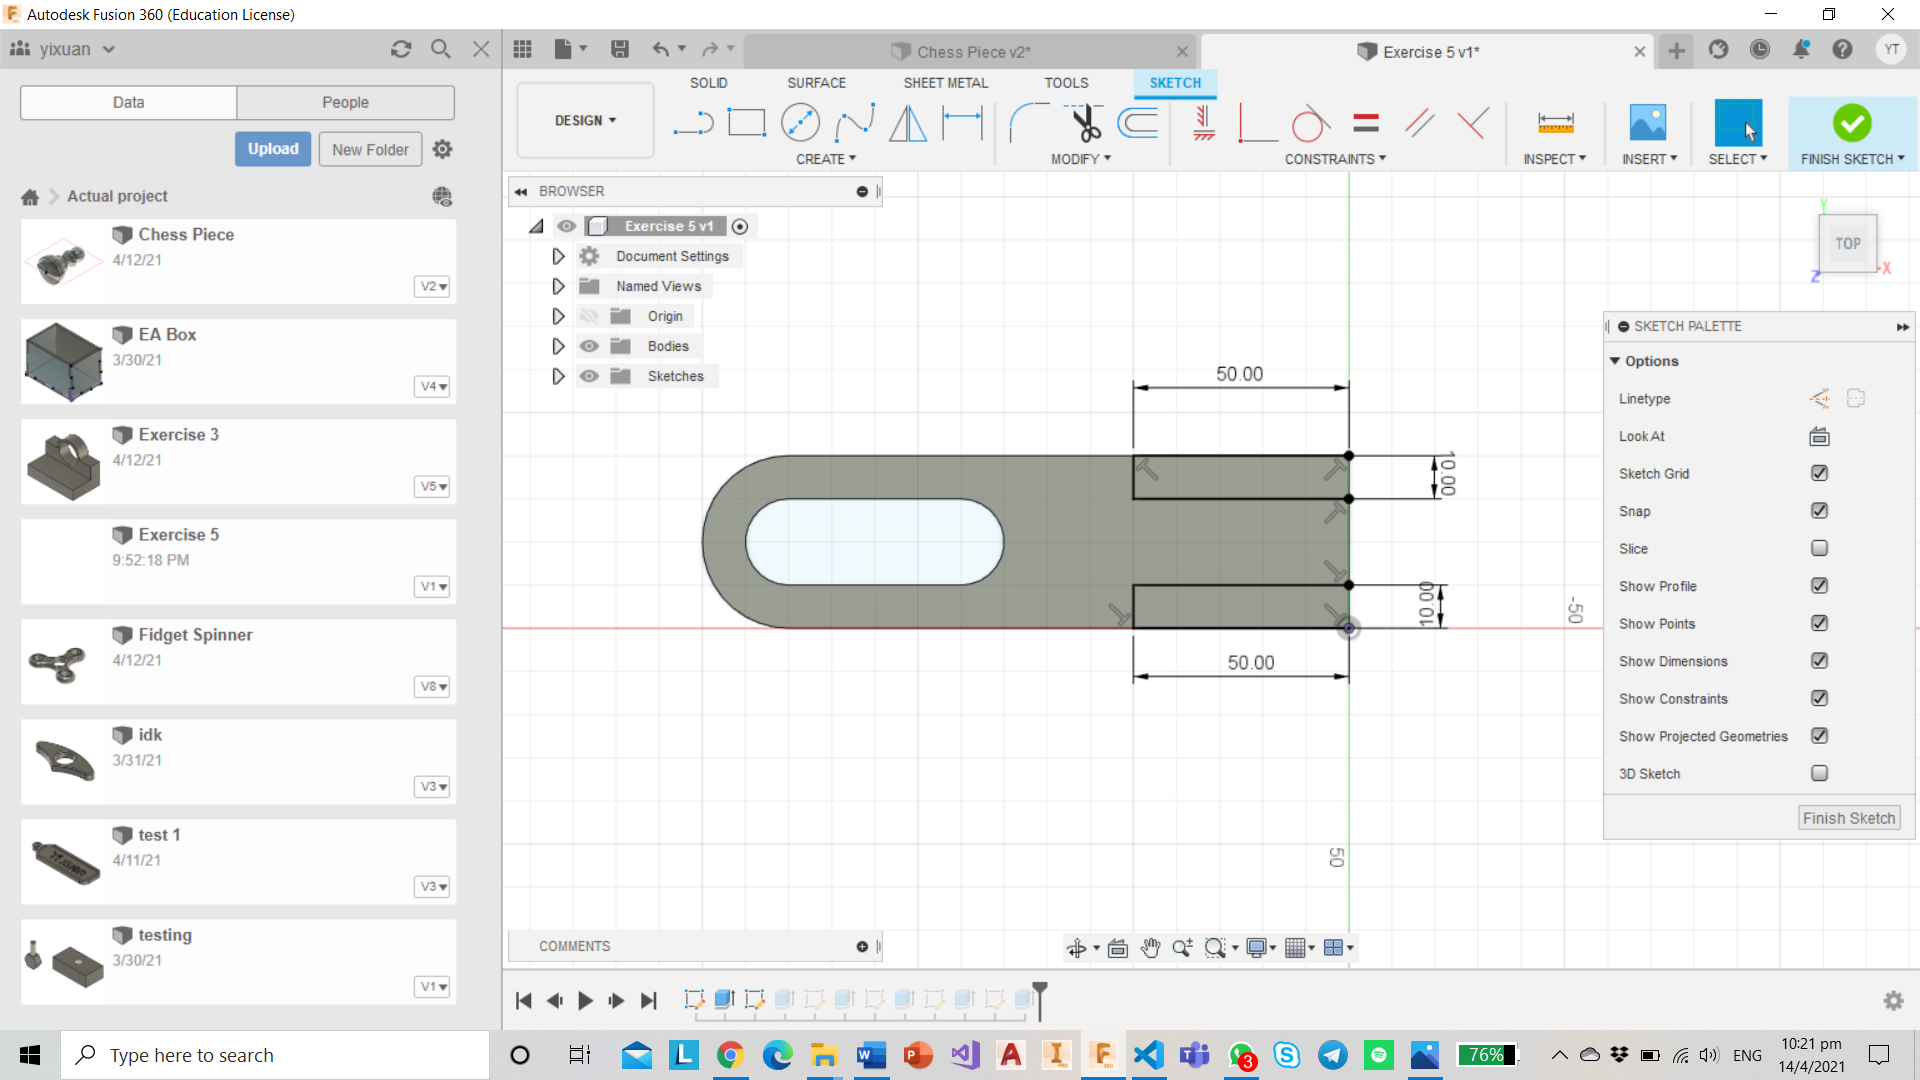 Autodesk Fusion 360 (Education License)
yixuan
Data
People
Upload
New Folder
Actual project
Chess Piece
4/12/21
V2
EA Box
3/30/21
V4
Exercise 3
4/12/21
V5
Exercise 5
9:52:18 PM
V1
Fidget Spinner
4/12/21
V8
idk
3/31/21
V3
test 1
4/11/21
V3
testing
3/30/21
V1
Chess Piece v2*
Exercise 5 v1*
YT
DESIGN
SOLID
SURFACE
SHEET METAL
TOOLS
SKETCH
CREATE
MODIFY
CONSTRAINTS
INSPECT
INSERT
SELECT
FINISH SKETCH
BROWSER
Exercise 5 v1
Document Settings
Named Views
Origin
Bodies
Sketches
50.00
10.00
10.00
50.00
-50
50
Y
TOP
X
Z
SKETCH PALETTE
Options
Linetype
Look At
Sketch Grid
Snap
Slice
Show Profile
Show Points
Show Dimensions
Show Constraints
Show Projected Geometries
3D Sketch
Finish Sketch
COMMENTS
Type here to search
3
76%
ENG
10:21 pm
14/4/2021